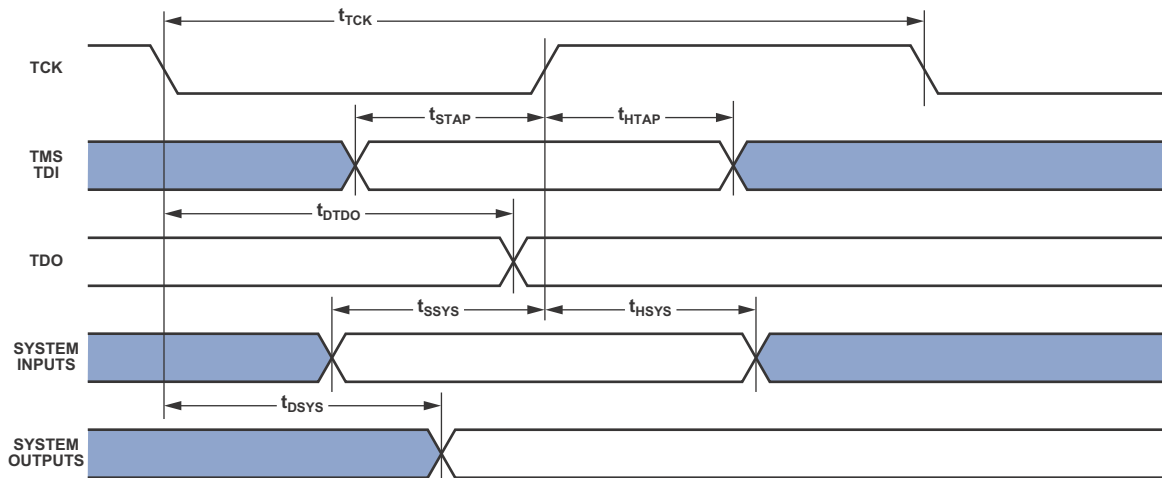 tTCK
TCK
tSTAP
tHTAP
TMS
TDI
tDTDO
TDO
tSSYS
tHSYS
SYSTEM
INPUTS
tDSYS
SYSTEM
OUTPUTS